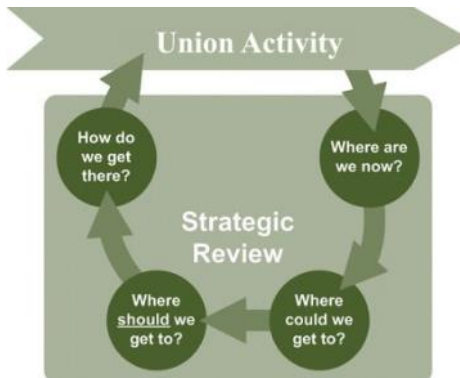 Union Activity
How do
we get
there?
Where are
we now?
Strategic
Review
Where
should we
get to?
Where
could we
get to?